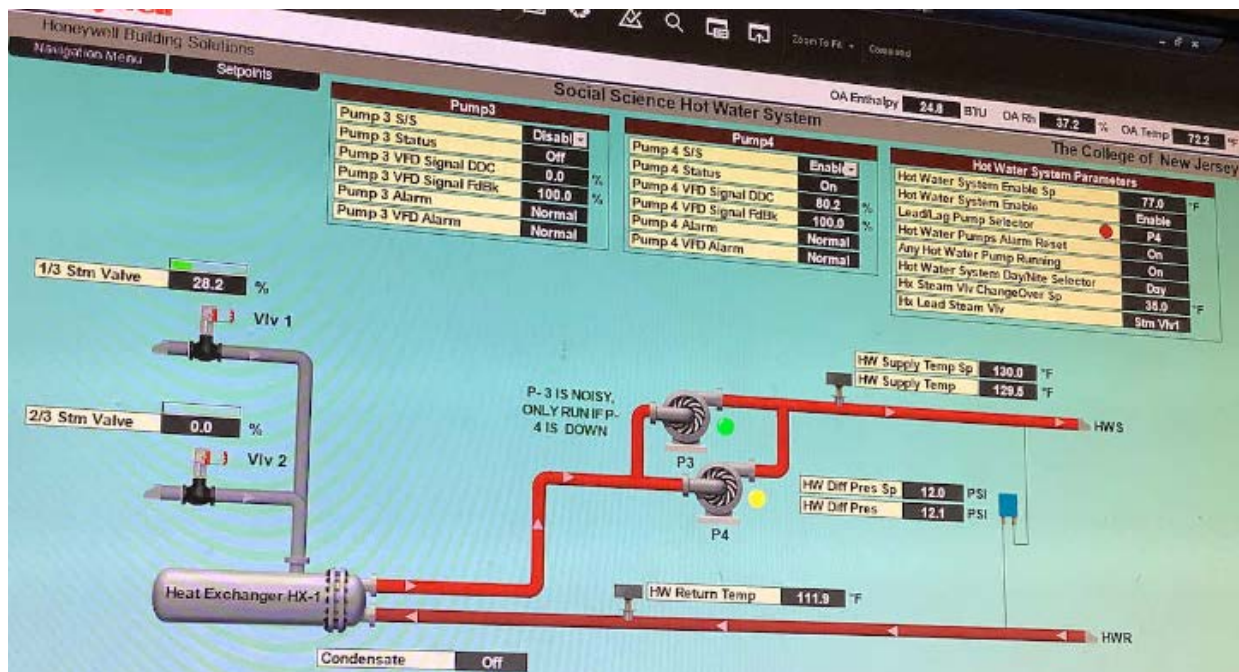 Honeywell Building Solutions
Navigation Menu
Setpoints
Zoom To Fit
Command
Social Science Hot Water System
OA Enthalpy 24.8 BTU OA Rh 37.2 % OA Temp 72.2 °F
The College of New Jersey
Pump3
Pump 3 S/S Disabl
Pump 3 Status Off
Pump 3 VFD Signal DDC 0.0 %
Pump 3 VFD Signal FdBk 100.0 %
Pump 3 Alarm Normal
Pump 3 VFD Alarm Normal
Pump4
Pump 4 S/S Enabl
Pump 4 Status On
Pump 4 VFD Signal DDC 80.2 %
Pump 4 VFD Signal FdBk 100.0 %
Pump 4 Alarm Normal
Pump 4 VFD Alarm Normal
Hot Water System Parameters
Hot Water System Enable Sp 77.0 °F
Hot Water System Enable Enable
Lead/Lag Pump Selector P4
Hot Water Pumps Alarm Reset On
Any Hot Water Pump Running On
Hot Water System Day/Nite Selector Day
Hx Steam Vlv ChangeOver Sp 35.0 °F
Hx Lead Steam Vlv Stm Vlv1
1/3 Stm Valve 28.2 %
Vlv 1
2/3 Stm Valve 0.0 %
Vlv 2
P-3 IS NOISY,
ONLY RUN IF P-
4 IS DOWN
P3
P4
HW Supply Temp Sp 130.0 °F
HW Supply Temp 129.5 °F
HWS
HW Diff Pres Sp 12.0 PSI
HW Diff Pres 12.1 PSI
Heat Exchanger HX-1
HW Return Temp 111.9 °F
HWR
Condensate Off